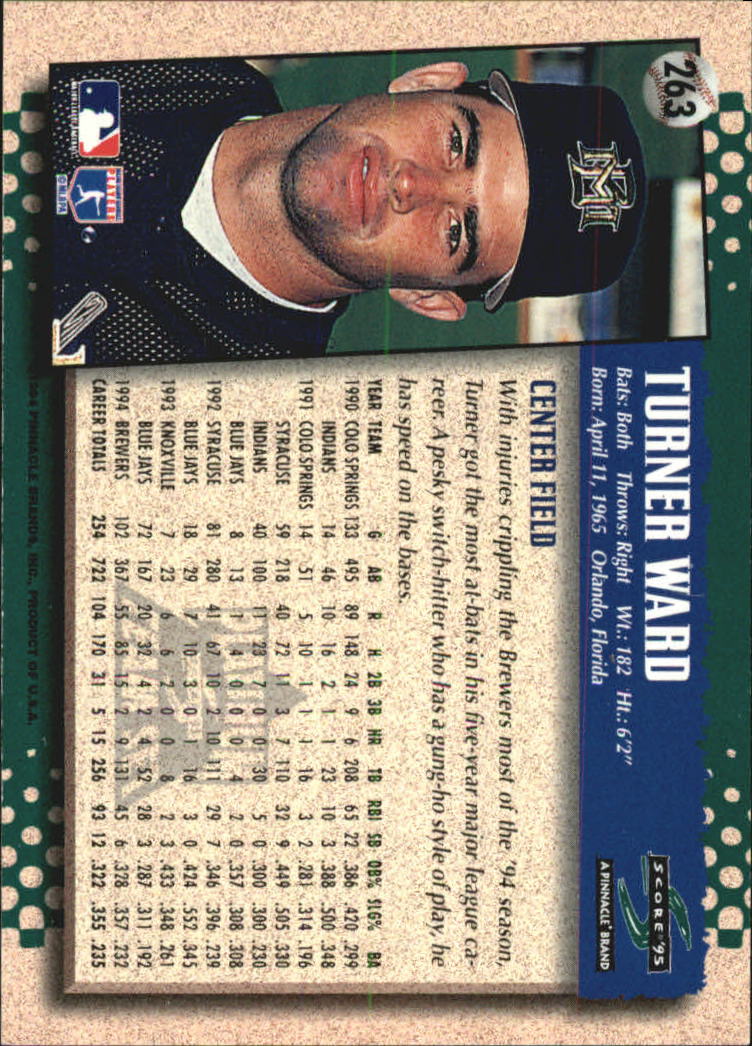 263
TURNER WARD
Bats: Both Throws: Right Wt.: 182 Ht.: 6'2"
Born: April 11, 1965 Orlando, Florida
SCORE '95
A PINNACLE BRAND
CENTER FIELD
With injuries crippling the Brewers most of the '94 season,
Turner got the most at-bats in his five-year major league ca-
reer. A pesky switch-hitter who has a gung-ho style of play, he
has speed on the bases.
YEAR TEAM G AB R H 2B 3B HR TB RBI SB OB% SLG% BA
1990 COLO SPRINGS 133 495 89 148 24 9 6 208 65 22 .386 .420 .299
INDIANS 14 46 10 16 2 1 1 23 10 3 .388 .500 .348
1991 COLO SPRINGS 14 51 5 10 1 1 1 16 3 2 .281 .314 .196
SYRACUSE 59 218 40 72 11 3 7 110 32 9 .449 .505 .330
INDIANS 40 100 11 23 7 0 0 30 5 0 .300 .300 .230
BLUE JAYS 8 13 1 4 0 0 0 4 2 0 .357 .308 .308
1992 SYRACUSE 81 280 41 67 10 2 10 111 29 7 .346 .396 .239
BLUE JAYS 18 29 7 10 3 0 1 16 3 0 .424 .552 .345
1993 KNOXVILLE 7 23 6 6 2 0 0 8 2 3 .433 .348 .261
BLUE JAYS 72 167 20 32 4 2 4 52 28 3 .287 .311 .192
1994 BREWERS 102 367 55 85 15 2 9 131 45 6 .328 .357 .232
CAREER TOTALS 254 722 104 170 31 5 15 256 93 12 .322 .355 .235
MAJOR LEAGUE BASEBALL
PLAYERS
© MLBPA
1994 PINNACLE BRANDS, INC., PRODUCT OF U.S.A.